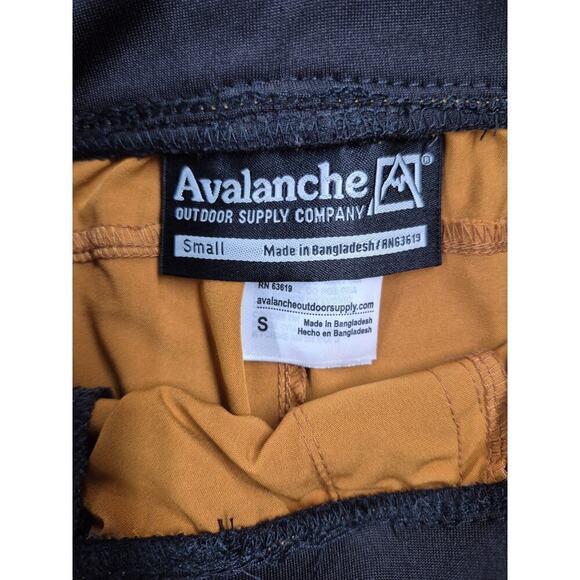 Avalanche ®
OUTDOOR SUPPLY COMPANY
Small Made in Bangladesh/RN63619
RN 63619
avalancheoutdoorsupply.com
S Made in Bangladesh
Hecho en Bangladesh